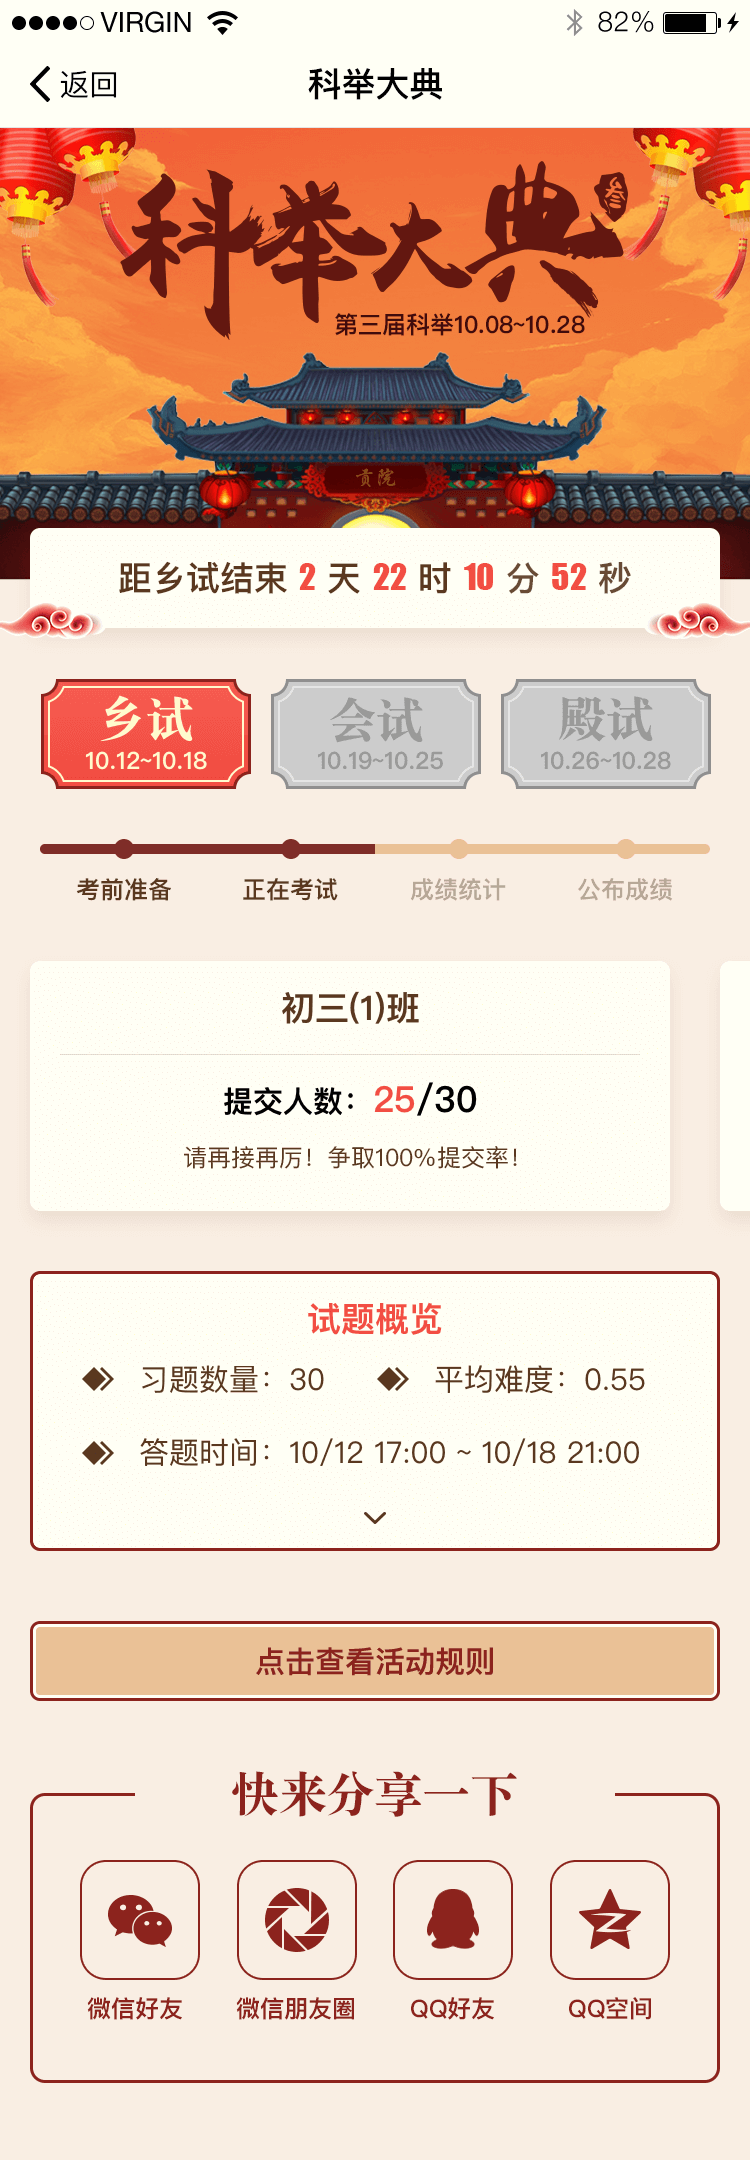 VIRGIN 82%
返回 科举大典
科举大典 叁
第三届科举10.08~10.28
贡院
距乡试结束 2 天 22 时 10 分 52 秒
乡试 会试 殿试
10.12~10.18 10.19~10.25 10.26~10.28
考前准备 正在考试 成绩统计 公布成绩
初三(1)班
提交人数：25/30
请再接再厉！争取100%提交率！
试题概览
习题数量：30 平均难度：0.55
答题时间：10/12 17:00 ~ 10/18 21:00
点击查看活动规则
快来分享一下
微信好友 微信朋友圈 QQ好友 QQ空间